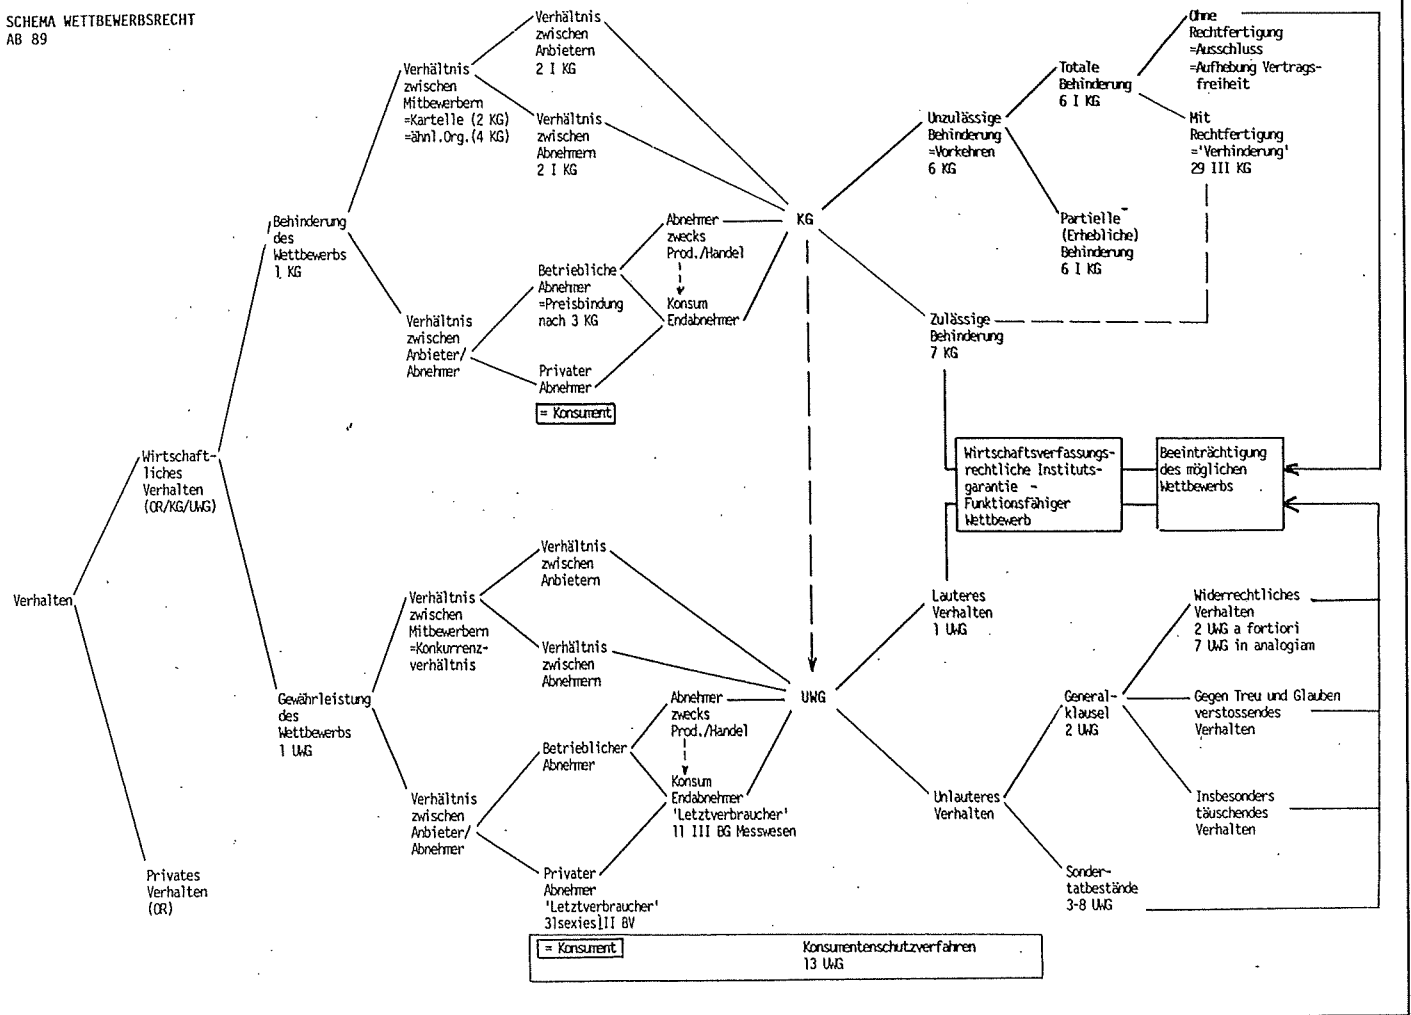 SCHEMA WETTBEWERBSRECHT
AB 89
Verhalten
Wirtschaft-
liches
Verhalten
(OR/KG/UWG)
Privates
Verhalten
(OR)
Behinderung
des
Wettbewerbs
1 KG
Gewährleistung
des
Wettbewerbs
1 UWG
Verhältnis
zwischen
Mitbewerbern
=Kartelle (2 KG)
=ähnl.Org.(4 KG)
Verhältnis
zwischen
Anbieter/
Abnehmer
Verhältnis
zwischen
Anbietern
2 I KG
Verhältnis
zwischen
Abnehmern
2 I KG
Betriebliche
Abnehmer
=Preisbindung
nach 3 KG
Privater
Abnehmer
= Konsument
Abnehmer
zwecks
Prod./Handel
Konsum
Endabnehmer
KG
Unzulässige
Behinderung
=Vorkehren
6 KG
Zulässige
Behinderung
7 KG
Totale
Behinderung
6 I KG
Partielle
(Erhebliche)
Behinderung
6 I KG
Ohne
Rechtfertigung
=Ausschluss
=Aufhebung Vertrags-
freiheit
Mit
Rechtfertigung
='Verhinderung'
29 III KG
Wirtschaftsverfassungs-
rechtliche Instituts-
garantie -
Funktionsfähiger
Wettbewerb
Beeinträchtigung
des möglichen
Wettbewerbs
Verhältnis
zwischen
Mitbewerbern
=Konkurrenz-
verhältnis
Verhältnis
zwischen
Anbieter/
Abnehmer
Verhältnis
zwischen
Anbietern
Verhältnis
zwischen
Abnehmern
Betrieblicher
Abnehmer
Privater
Abnehmer
'Letztverbraucher'
31sexiesIII BV
= Konsument
Abnehmer
zwecks
Prod./Handel
Konsum
Endabnehmer
'Letztverbraucher'
11 III BG Messwesen
UWG
Lauteres
Verhalten
1 UWG
Unlauteres
Verhalten
General-
klausel
2 UWG
Sonder-
tatbestände
3-8 UWG
Widerrechtliches
Verhalten
2 UWG a fortiori
7 UWG in analogiam
Gegen Treu und Glauben
verstossendes
Verhalten
Insbesonders
täuschendes
Verhalten
Konsumentenschutzverfahren
13 UWG